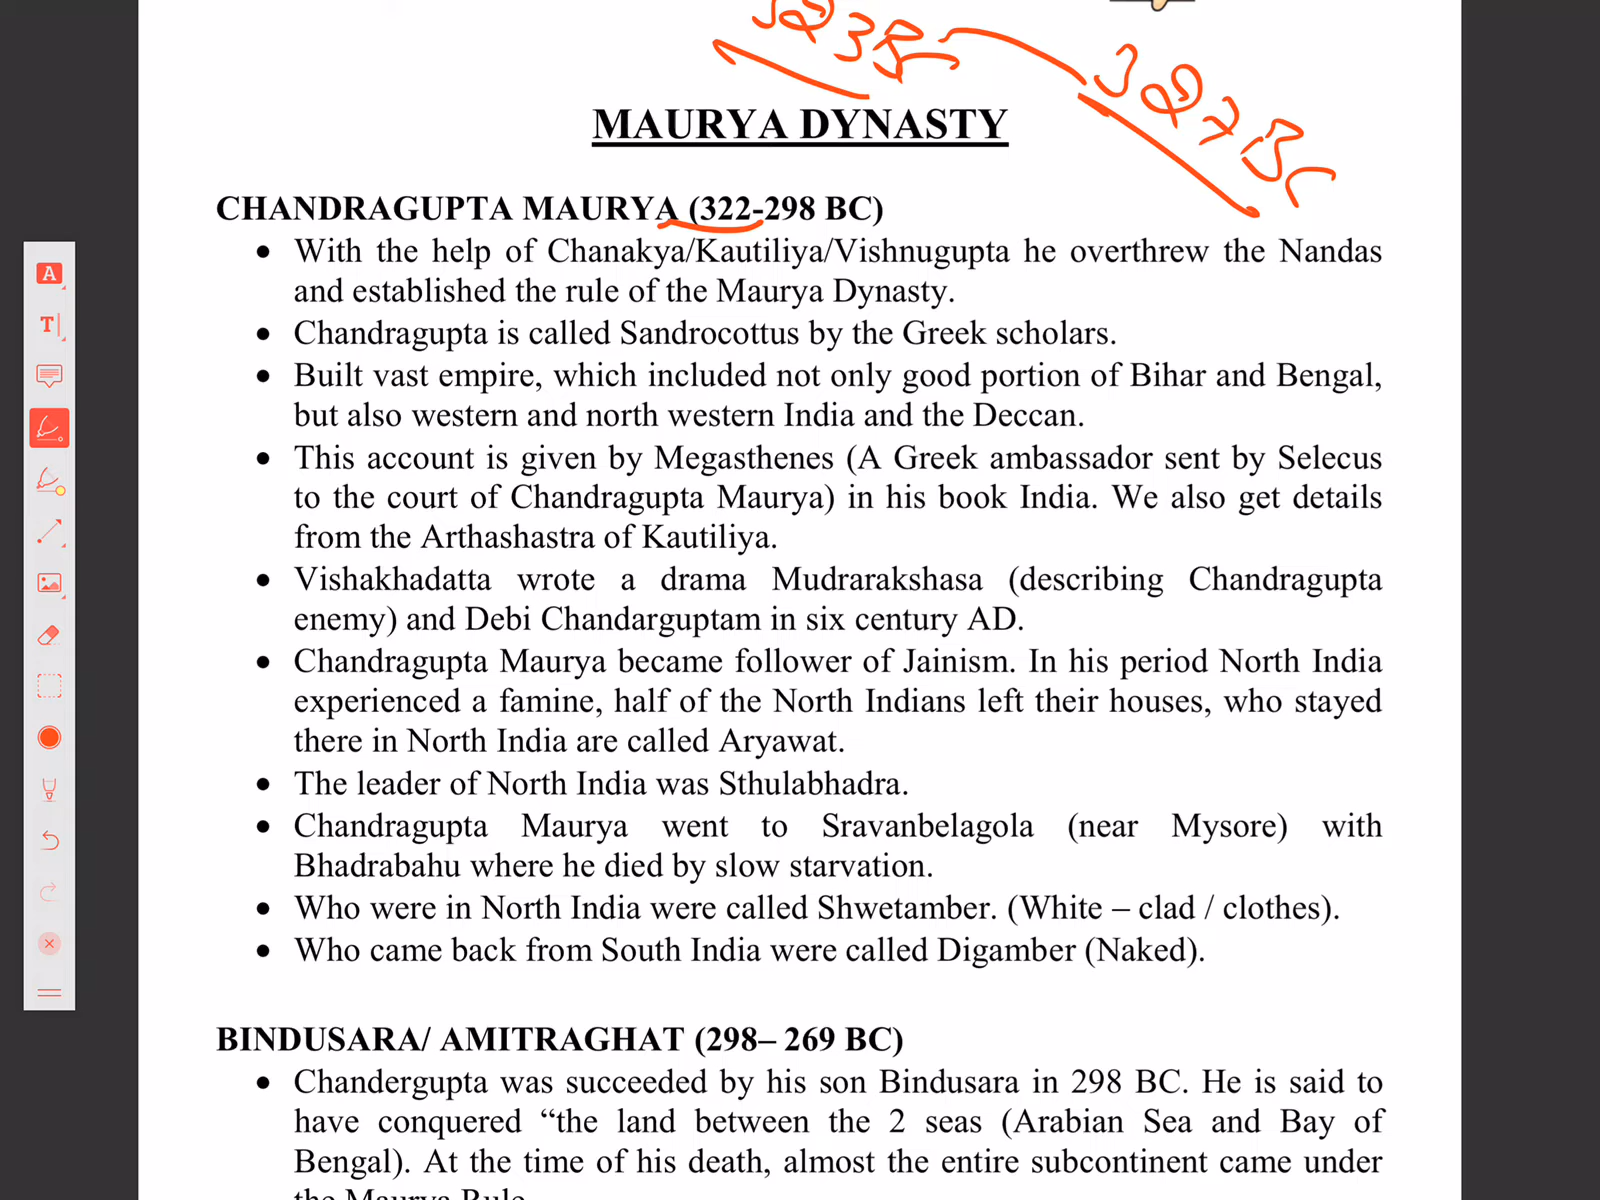 327 BC
MAURYA DYNASTY
CHANDRAGUPTA MAURYA (322-298 BC)
• With the help of Chanakya/Kautiliya/Vishnugupta he overthrew the Nandas
and established the rule of the Maurya Dynasty.
• Chandragupta is called Sandrocottus by the Greek scholars.
• Built vast empire, which included not only good portion of Bihar and Bengal,
but also western and north western India and the Deccan.
• This account is given by Megasthenes (A Greek ambassador sent by Selecus
to the court of Chandragupta Maurya) in his book India. We also get details
from the Arthashastra of Kautiliya.
• Vishakhadatta wrote a drama Mudrarakshasa (describing Chandragupta
enemy) and Debi Chandarguptam in six century AD.
• Chandragupta Maurya became follower of Jainism. In his period North India
experienced a famine, half of the North Indians left their houses, who stayed
there in North India are called Aryawat.
• The leader of North India was Sthulabhadra.
• Chandragupta Maurya went to Sravanbelagola (near Mysore) with
Bhadrabahu where he died by slow starvation.
• Who were in North India were called Shwetamber. (White – clad / clothes).
• Who came back from South India were called Digamber (Naked).
BINDUSARA/ AMITRAGHAT (298– 269 BC)
• Chandergupta was succeeded by his son Bindusara in 298 BC. He is said to
have conquered “the land between the 2 seas (Arabian Sea and Bay of
Bengal). At the time of his death, almost the entire subcontinent came under
the Maurya Rule